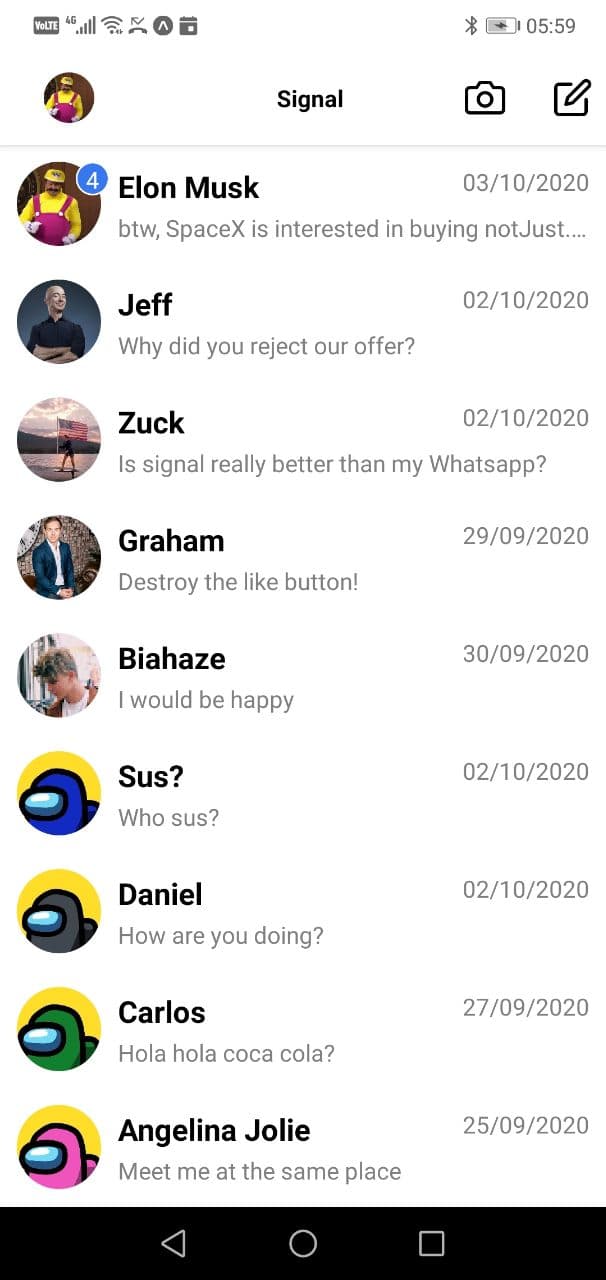 VoLTE 4G 05:59
Signal
4
Elon Musk 03/10/2020
btw, SpaceX is interested in buying notJust....
Jeff 02/10/2020
Why did you reject our offer?
Zuck 02/10/2020
Is signal really better than my Whatsapp?
Graham 29/09/2020
Destroy the like button!
Biahaze 30/09/2020
I would be happy
Sus? 02/10/2020
Who sus?
Daniel 02/10/2020
How are you doing?
Carlos 27/09/2020
Hola hola coca cola?
Angelina Jolie 25/09/2020
Meet me at the same place